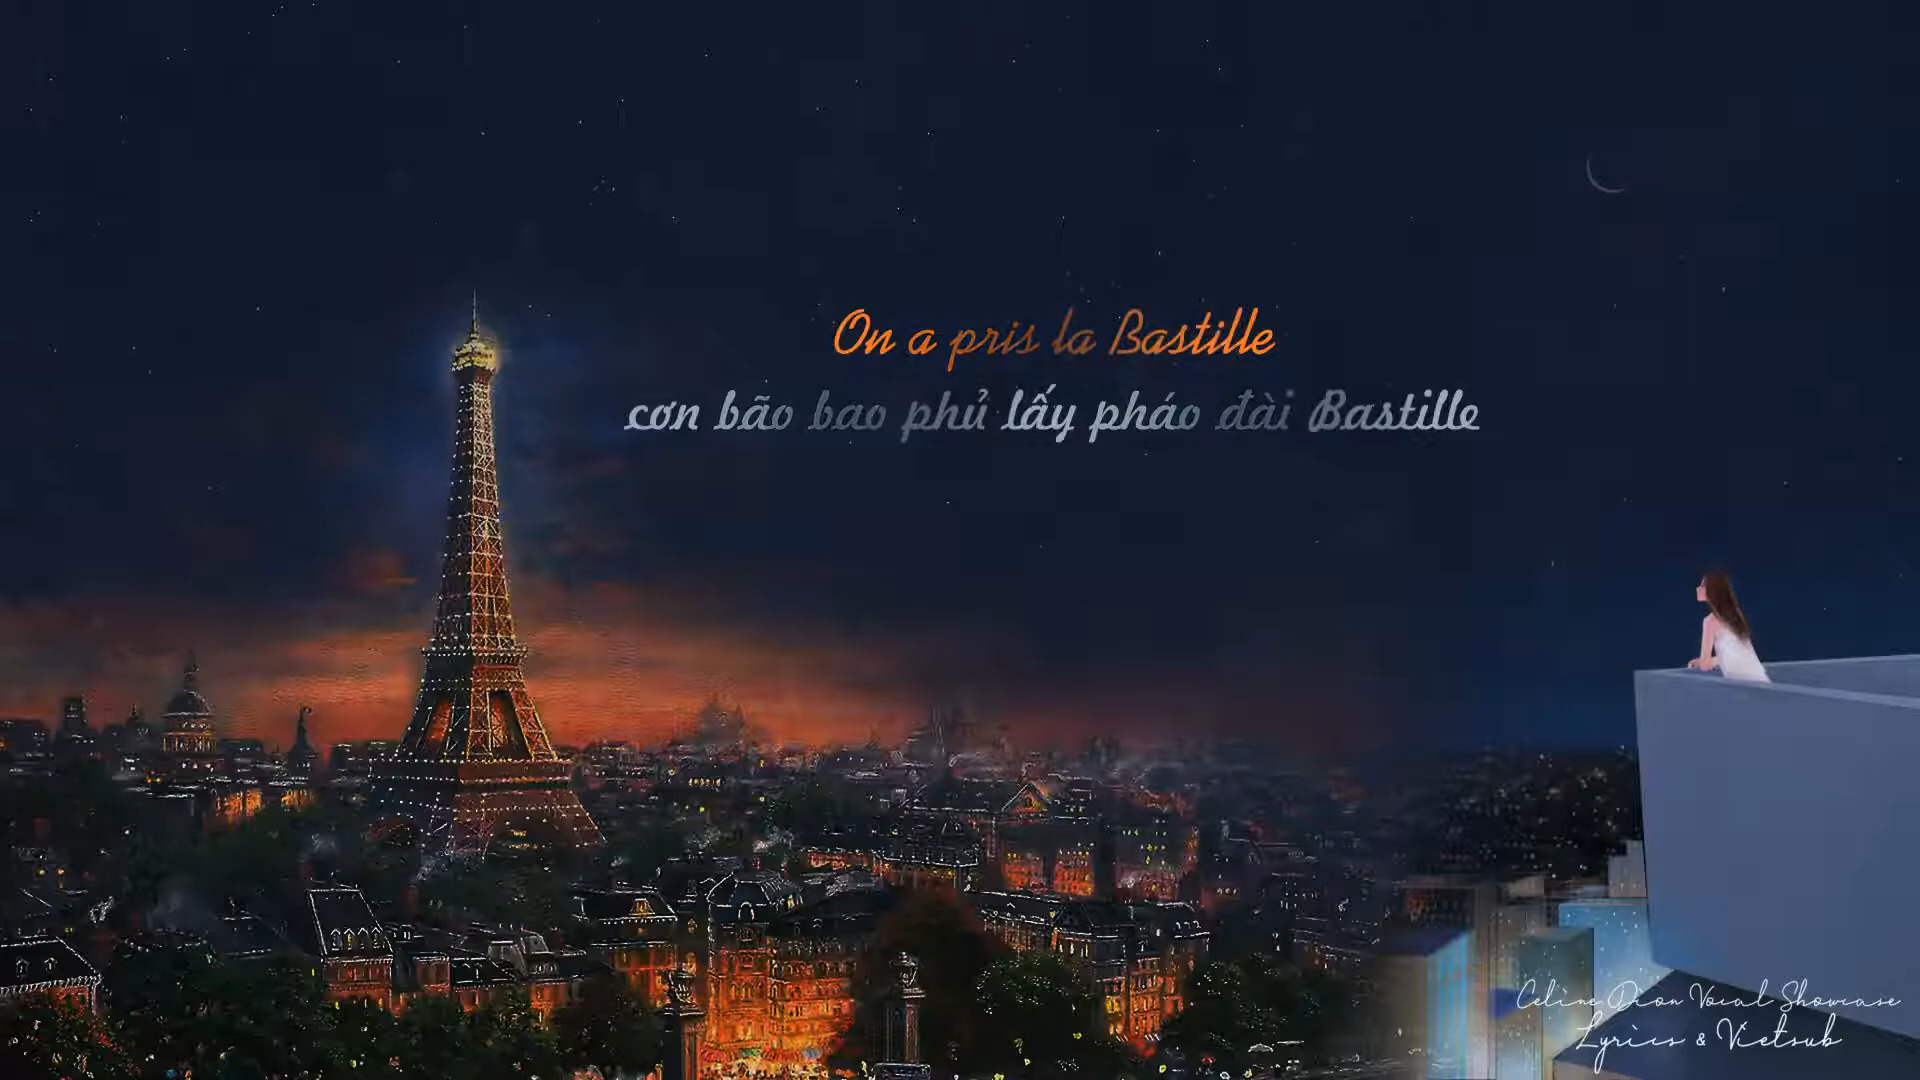 On a pris la Bastille
cơn bão bao phủ lấy pháo đài Bastille
Celine Dion Vocal Showcase
Lyrics & Vietsub